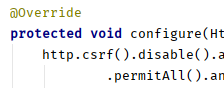 @Override
protected void configure(Ht
http.csrf().disable().a
.permitAll().an